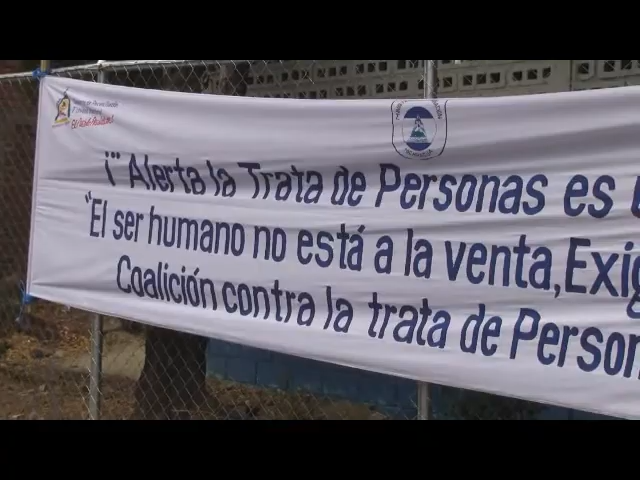 ¡" Alerta la Trata de Personas es
"El ser humano no está a la venta, Exig
Coalición contra la trata de Person